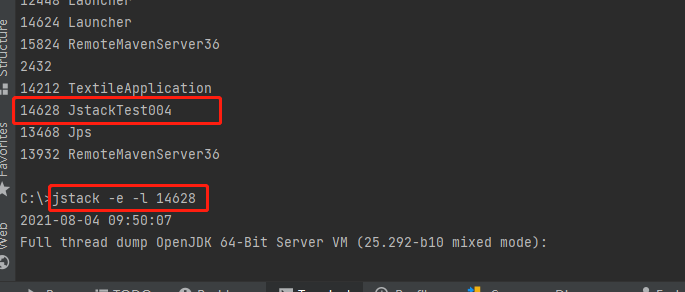 12448 Launcher
14624 Launcher
15824 RemoteMavenServer36
2432
14212 TextileApplication
14628 JstackTest004
13468 Jps
13932 RemoteMavenServer36
C:\>jstack -e -l 14628
2021-08-04 09:50:07
Full thread dump OpenJDK 64-Bit Server VM (25.292-b10 mixed mode):
Structure
Favorites
Web